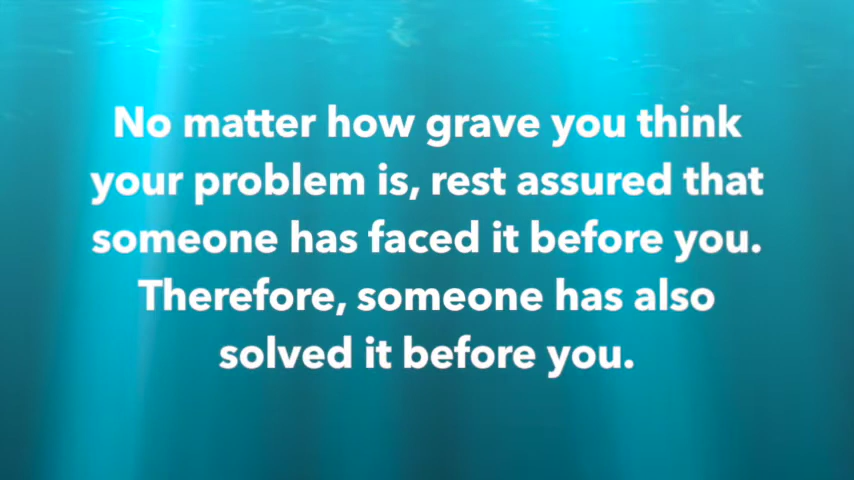 No matter how grave you think
your problem is, rest assured that
someone has faced it before you.
Therefore, someone has also
solved it before you.